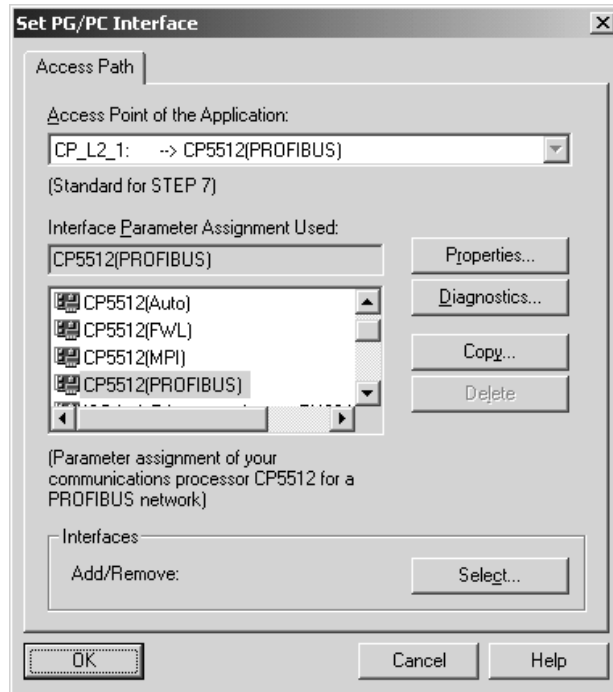 Set PG/PC Interface
Access Path
Access Point of the Application:
CP_L2_1: --> CP5512(PROFIBUS)
(Standard for STEP 7)
Interface Parameter Assignment Used:
CP5512(PROFIBUS)
Properties...
CP5512(Auto)
Diagnostics...
CP5512(FWL)
CP5512(MPI)
Copy...
CP5512(PROFIBUS)
Delete
(Parameter assignment of your
communications processor CP5512 for a
PROFIBUS network)
Interfaces
Add/Remove:
Select...
OK
Cancel
Help